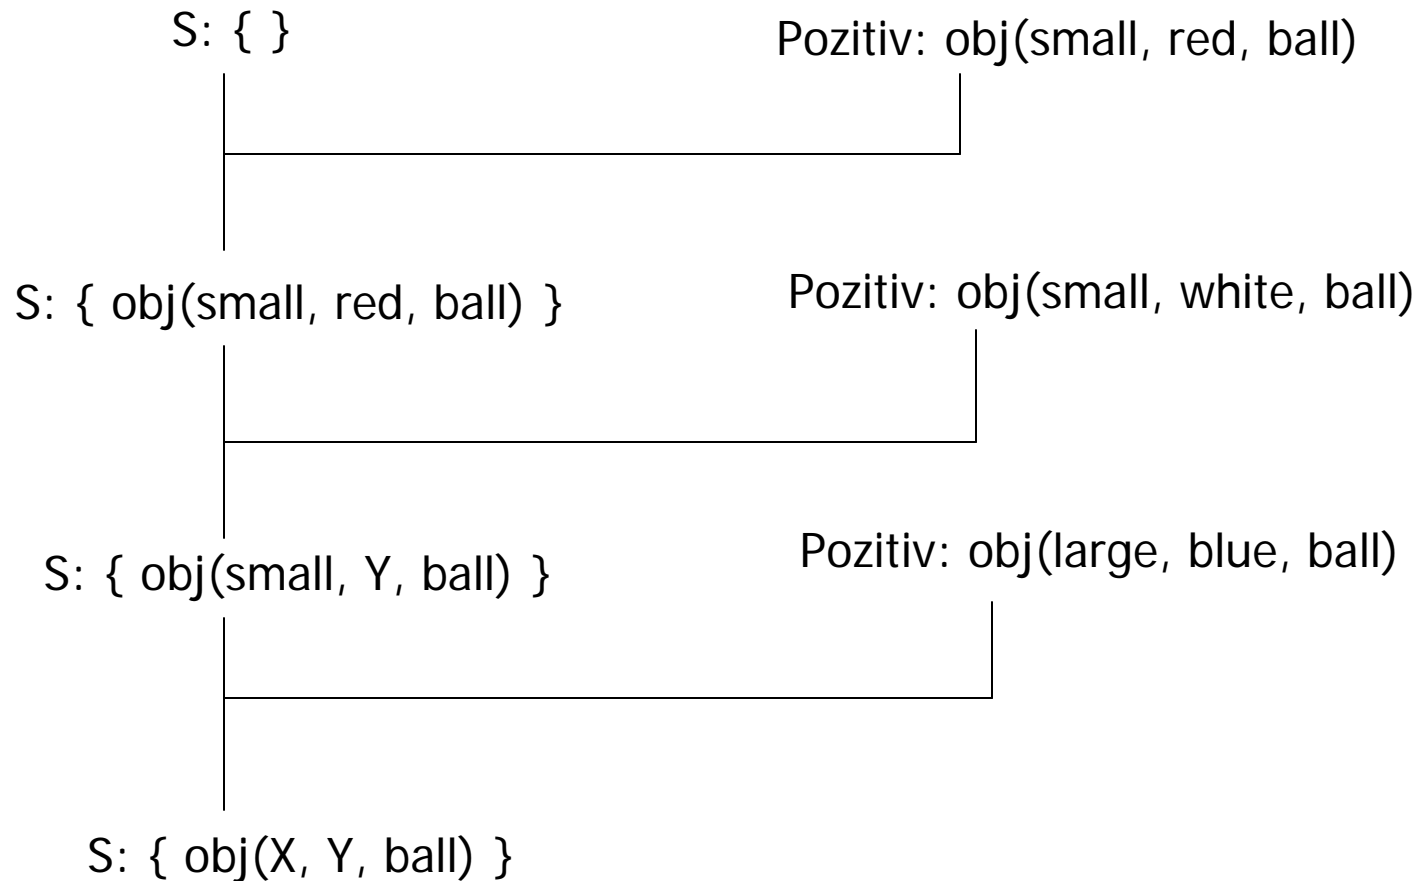 S: { }
Pozitiv: obj(small, red, ball)
S: { obj(small, red, ball) }
Pozitiv: obj(small, white, ball)
S: { obj(small, Y, ball) }
Pozitiv: obj(large, blue, ball)
S: { obj(X, Y, ball) }